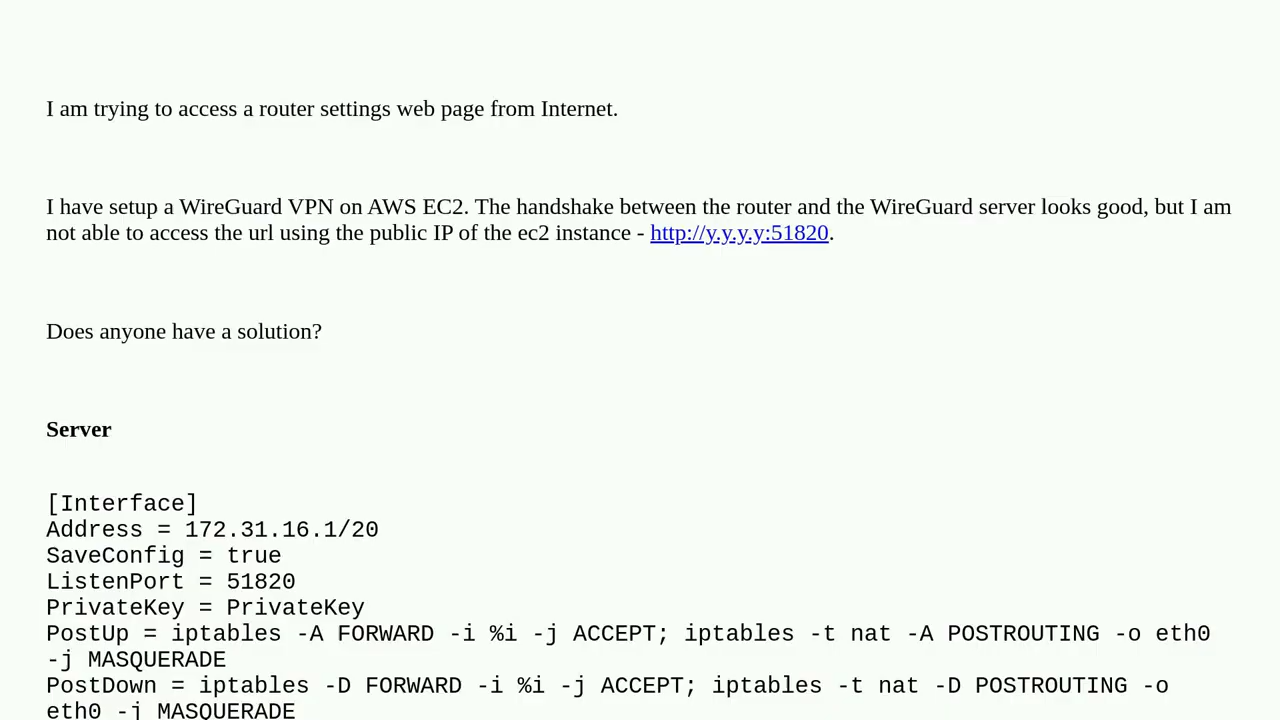 I am trying to access a router settings web page from Internet.
I have setup a WireGuard VPN on AWS EC2. The handshake between the router and the WireGuard server looks good, but I am
not able to access the url using the public IP of the ec2 instance - http://y.y.y.y:51820.
Does anyone have a solution?
Server
[Interface]
Address = 172.31.16.1/20
SaveConfig = true
ListenPort = 51820
PrivateKey = PrivateKey
PostUp = iptables -A FORWARD -i %i -j ACCEPT; iptables -t nat -A POSTROUTING -o eth0
-j MASQUERADE
PostDown = iptables -D FORWARD -i %i -j ACCEPT; iptables -t nat -D POSTROUTING -o
eth0 -j MASQUERADE